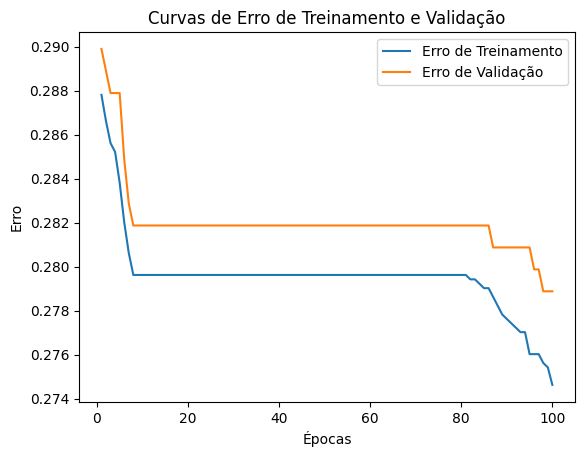 Curvas de Erro de Treinamento e Validação
Erro de Treinamento
Erro de Validação
0.290
0.288
0.286
0.284
0.282
0.280
0.278
0.276
0.274
Erro
0 20 40 60 80 100
Épocas